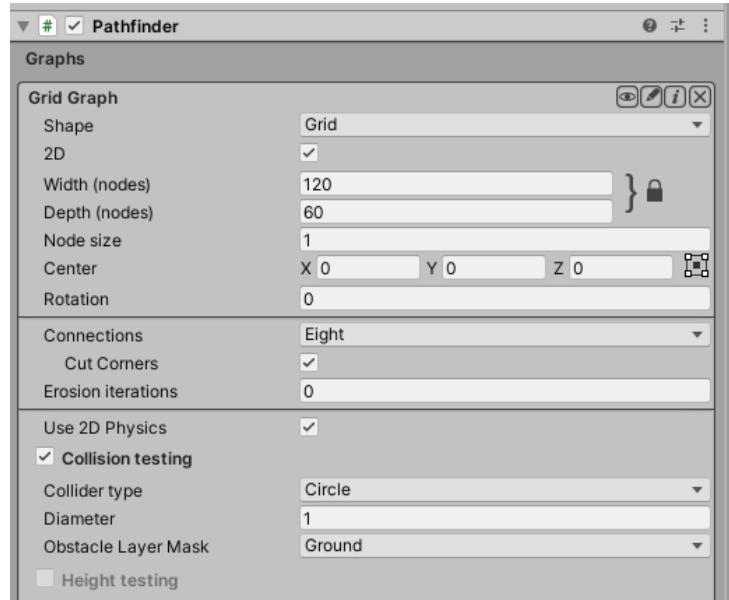 # Pathfinder
Graphs
Grid Graph
Shape Grid
2D
Width (nodes) 120
Depth (nodes) 60
Node size 1
Center X 0 Y 0 Z 0
Rotation 0
Connections Eight
Cut Corners
Erosion iterations 0
Use 2D Physics
Collision testing
Collider type Circle
Diameter 1
Obstacle Layer Mask Ground
Height testing